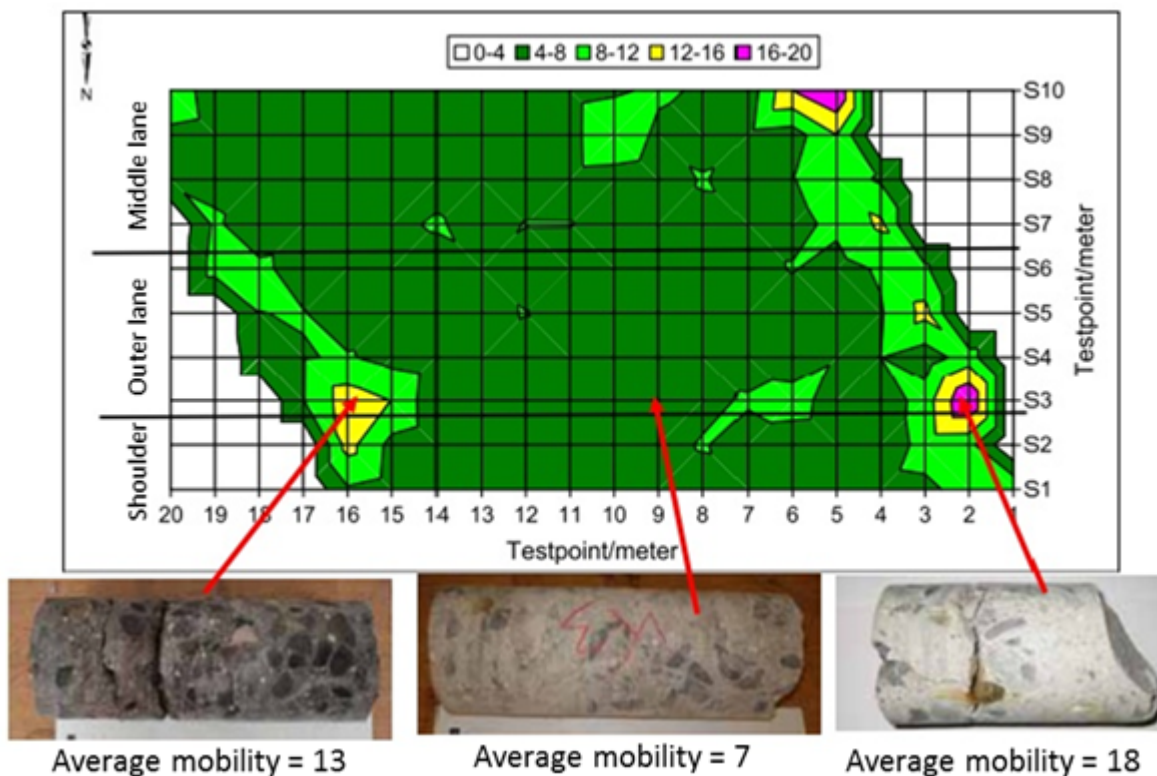 0-4 4-8 8-12 12-16 16-20
N
Middle lane
Outer lane
Shoulder
S10
S9
S8
S7
S6
S5
S4
S3
S2
S1
Testpoint/meter
20 19 18 17 16 15 14 13 12 11 10 9 8 7 6 5 4 3 2 1
Testpoint/meter
Average mobility = 13
Average mobility = 7
Average mobility = 18